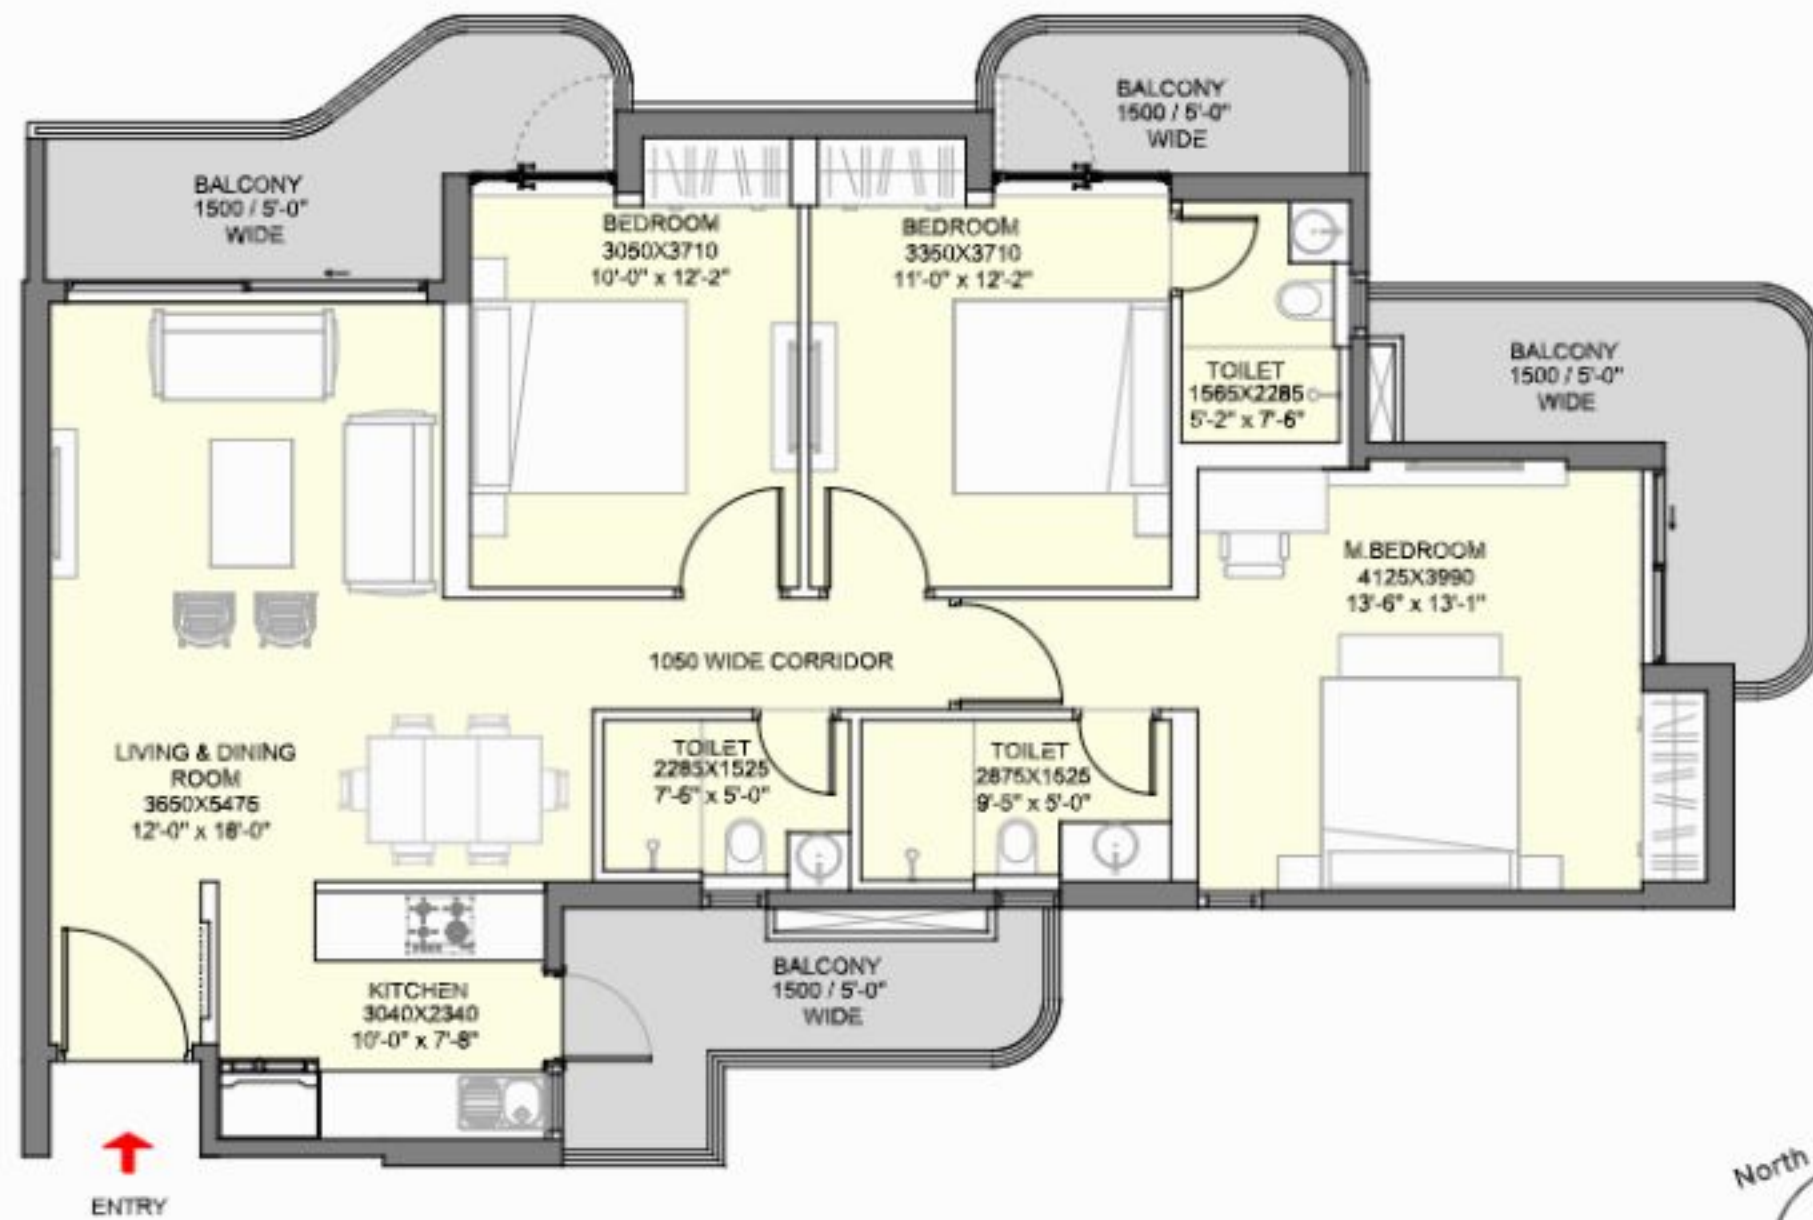 BALCONY
1500 / 5'-0"
WIDE
BALCONY
1500 / 5'-0"
WIDE
BEDROOM
3050X3710
10'-0" x 12'-2"
BEDROOM
3350X3710
11'-0" x 12'-2"
TOILET
1565X2285
5'-2" x 7'-6"
BALCONY
1500 / 5'-0"
WIDE
M.BEDROOM
4125X3990
13'-6" x 13'-1"
1050 WIDE CORRIDOR
LIVING & DINING
ROOM
3650X5475
12'-0" x 18'-0"
TOILET
2285X1525
7'-6" x 5'-0"
TOILET
2875X1525
9'-5" x 5'-0"
KITCHEN
3040X2340
10'-0" x 7'-8"
BALCONY
1500 / 5'-0"
WIDE
ENTRY
North